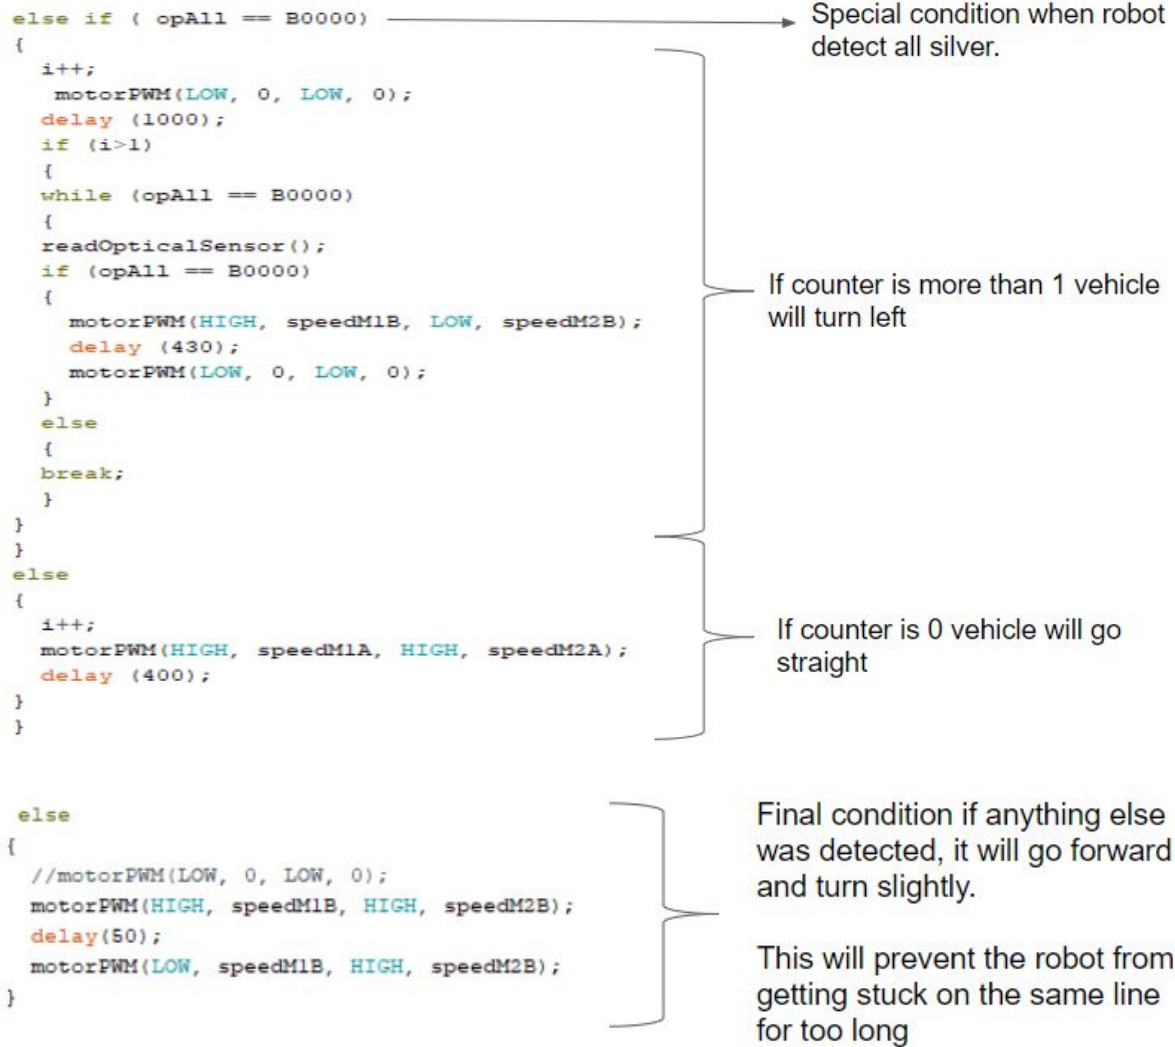 else if ( opAll == B0000)
Special condition when robot
detect all silver.
{
i++;
motorPWM(LOW, 0, LOW, 0);
delay (1000);
if (i>1)
{
while (opAll == B0000)
{
readOpticalSensor();
if (opAll == B0000)
{
motorPWM(HIGH, speedM1B, LOW, speedM2B);
delay (430);
motorPWM(LOW, 0, LOW, 0);
}
else
{
break;
}
}
}
If counter is more than 1 vehicle
will turn left
else
{
i++;
motorPWM(HIGH, speedM1A, HIGH, speedM2A);
delay (400);
}
}
If counter is 0 vehicle will go
straight
else
{
//motorPWM(LOW, 0, LOW, 0);
motorPWM(HIGH, speedM1B, HIGH, speedM2B);
delay(50);
motorPWM(LOW, speedM1B, HIGH, speedM2B);
}
Final condition if anything else
was detected, it will go forward
and turn slightly.
This will prevent the robot from
getting stuck on the same line
for too long